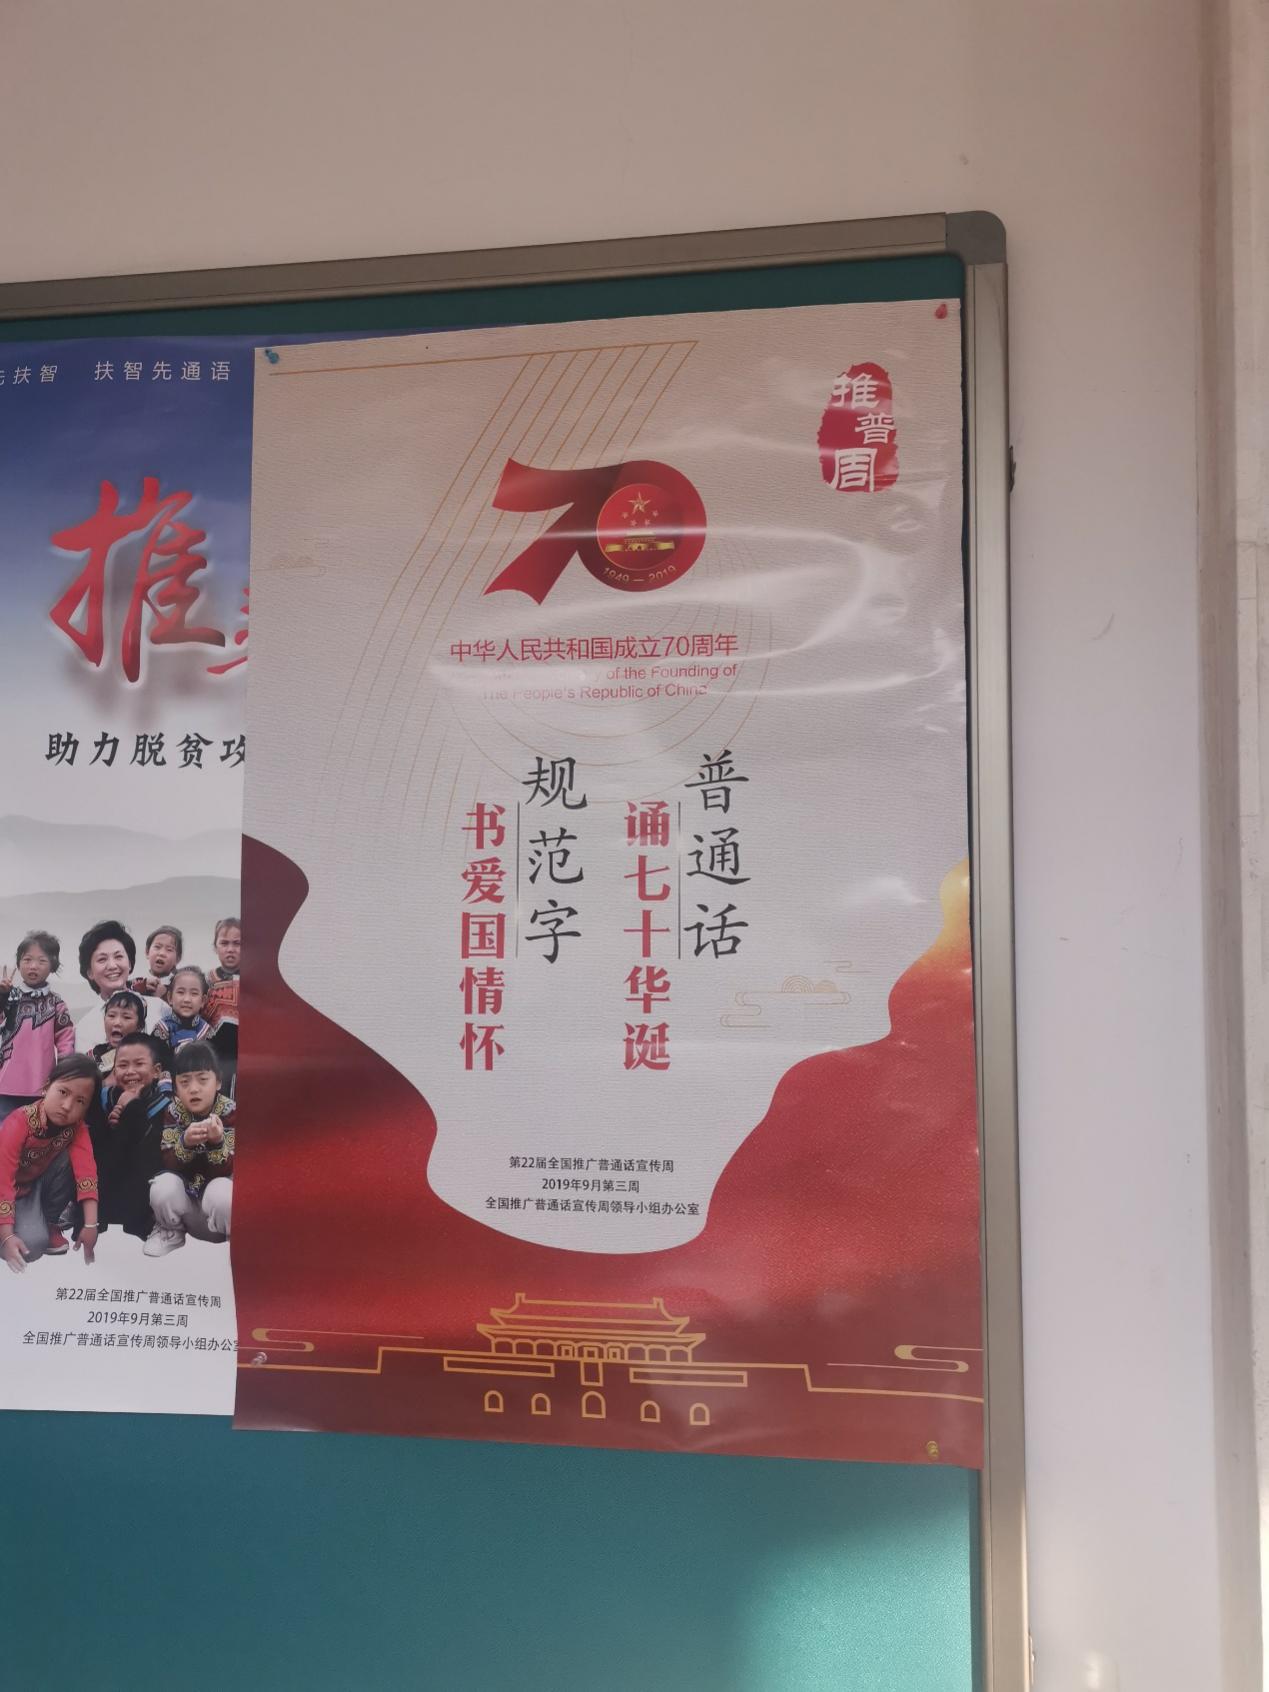 扶智
扶智先通语
推
助力脱贫攻
第22届全国推广普通话宣传周
2019年9月第三周
全国推广普通话宣传周领导小组办公室
推普周
70
1949—2019
中华人民共和国成立70周年
of the Founding of
The People's Republic of China
普通话
诵七十华诞
规范字
书爱国情怀
第22届全国推广普通话宣传周
2019年9月第三周
全国推广普通话宣传周领导小组办公室